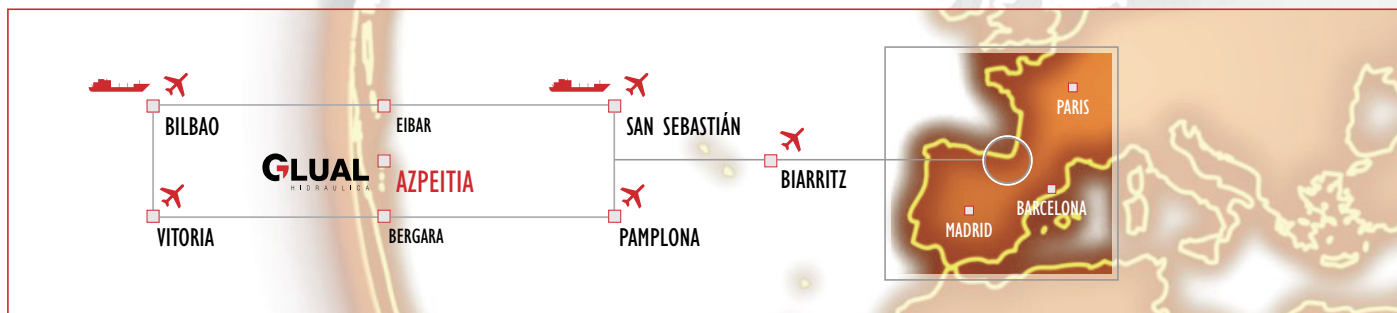 BILBAO
EIBAR
SAN SEBASTIÁN
PARIS
GLUAL
HIDRAULICA
AZPEITIA
BIARRITZ
BARCELONA
MADRID
VITORIA
BERGARA
PAMPLONA